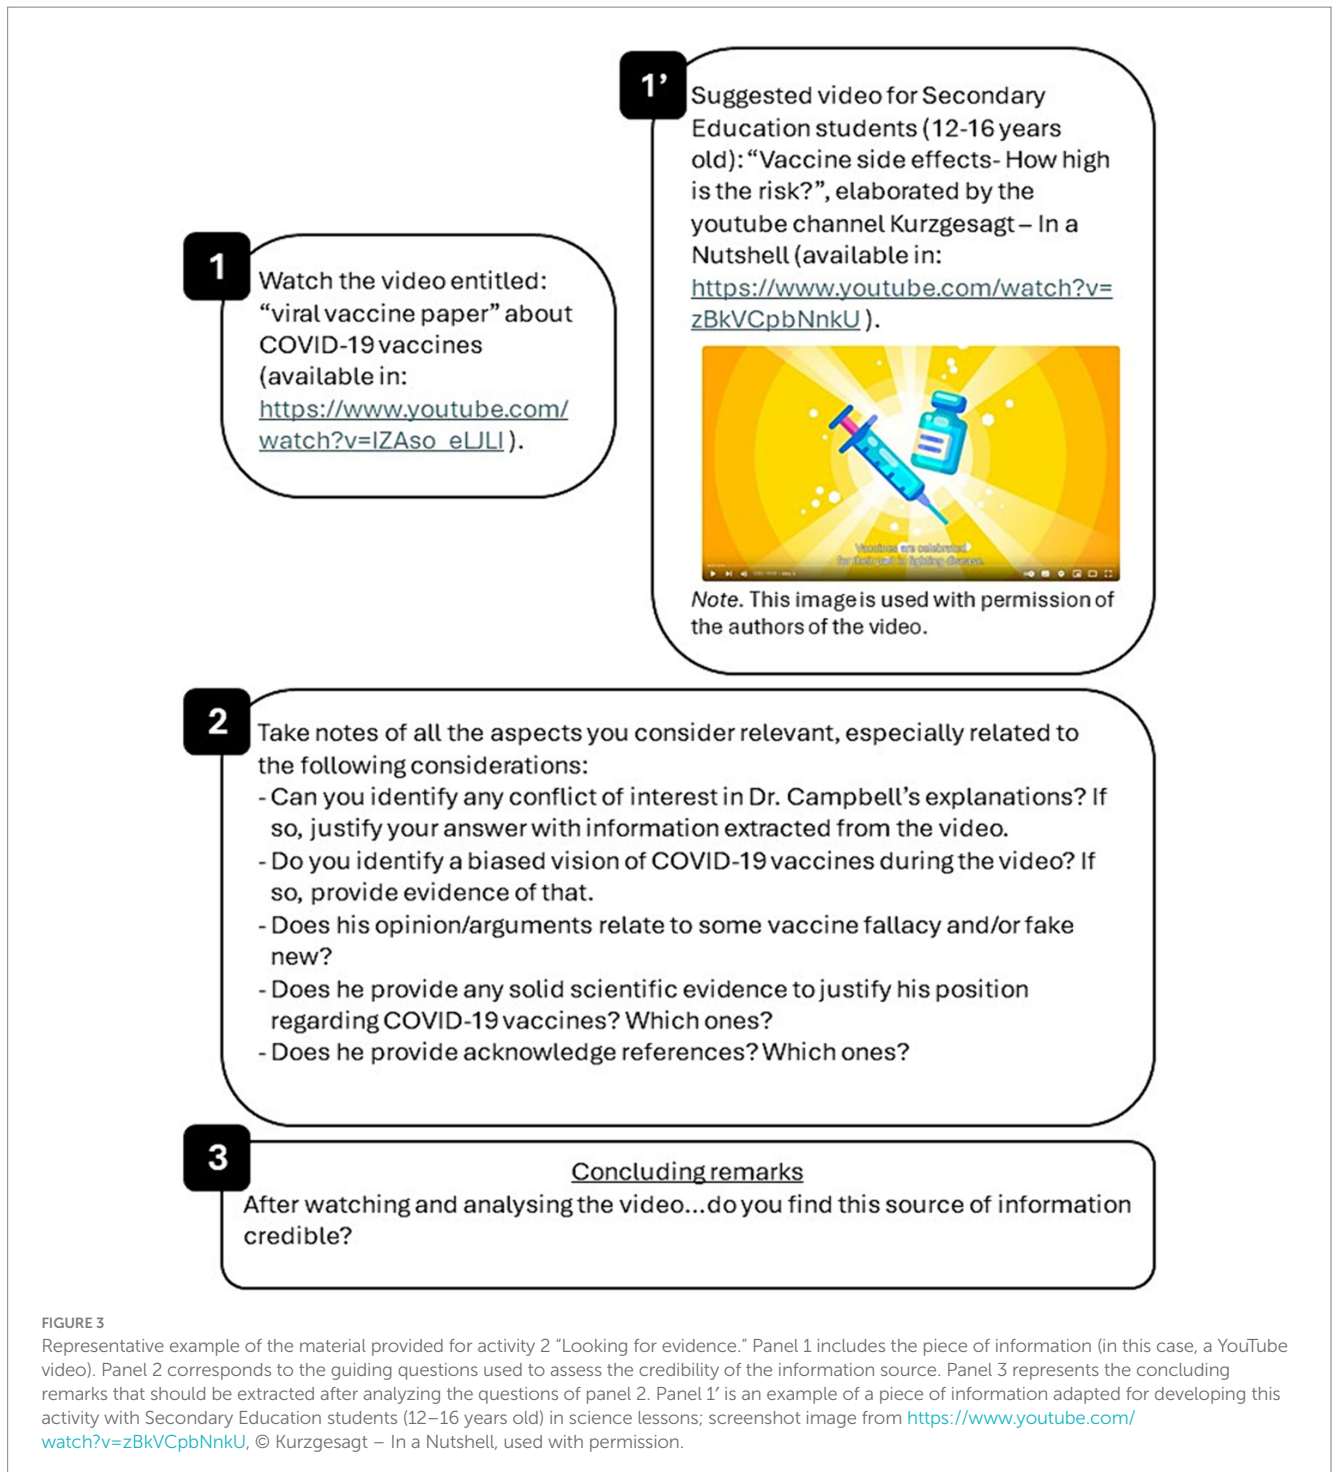 1
Watch the video entitled:
“viral vaccine paper” about
COVID-19 vaccines
(available in:
https://www.youtube.com/
watch?v=IZAso_eLJLI).
1’
Suggested video for Secondary
Education students (12-16 years
old): “Vaccine side effects- How high
is the risk?”, elaborated by the
youtube channel Kurzgesagt – In a
Nutshell (available in:
https://www.youtube.com/watch?v=
zBkVCpbNnkU).
Vaccines are celebrated
for their part in fighting disease.
Note. This image is used with permission of
the authors of the video.
2
Take notes of all the aspects you consider relevant, especially related to
the following considerations:
- Can you identify any conflict of interest in Dr. Campbell’s explanations? If
so, justify your answer with information extracted from the video.
- Do you identify a biased vision of COVID-19 vaccines during the video? If
so, provide evidence of that.
- Does his opinion/arguments relate to some vaccine fallacy and/or fake
new?
- Does he provide any solid scientific evidence to justify his position
regarding COVID-19 vaccines? Which ones?
- Does he provide acknowledge references? Which ones?
3
Concluding remarks
After watching and analysing the video...do you find this source of information
credible?
FIGURE 3
Representative example of the material provided for activity 2 “Looking for evidence.” Panel 1 includes the piece of information (in this case, a YouTube
video). Panel 2 corresponds to the guiding questions used to assess the credibility of the information source. Panel 3 represents the concluding
remarks that should be extracted after analyzing the questions of panel 2. Panel 1′ is an example of a piece of information adapted for developing this
activity with Secondary Education students (12–16 years old) in science lessons; screenshot image from https://www.youtube.com/
watch?v=zBkVCpbNnkU, © Kurzgesagt – In a Nutshell, used with permission.